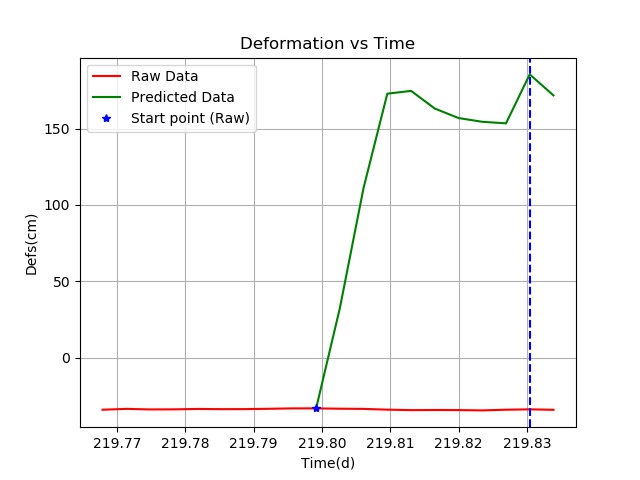 Deformation vs Time
Raw Data
Predicted Data
Start point (Raw)
Defs(cm)
150
100
50
0
219.77 219.78 219.79 219.80 219.81 219.82 219.83
Time(d)